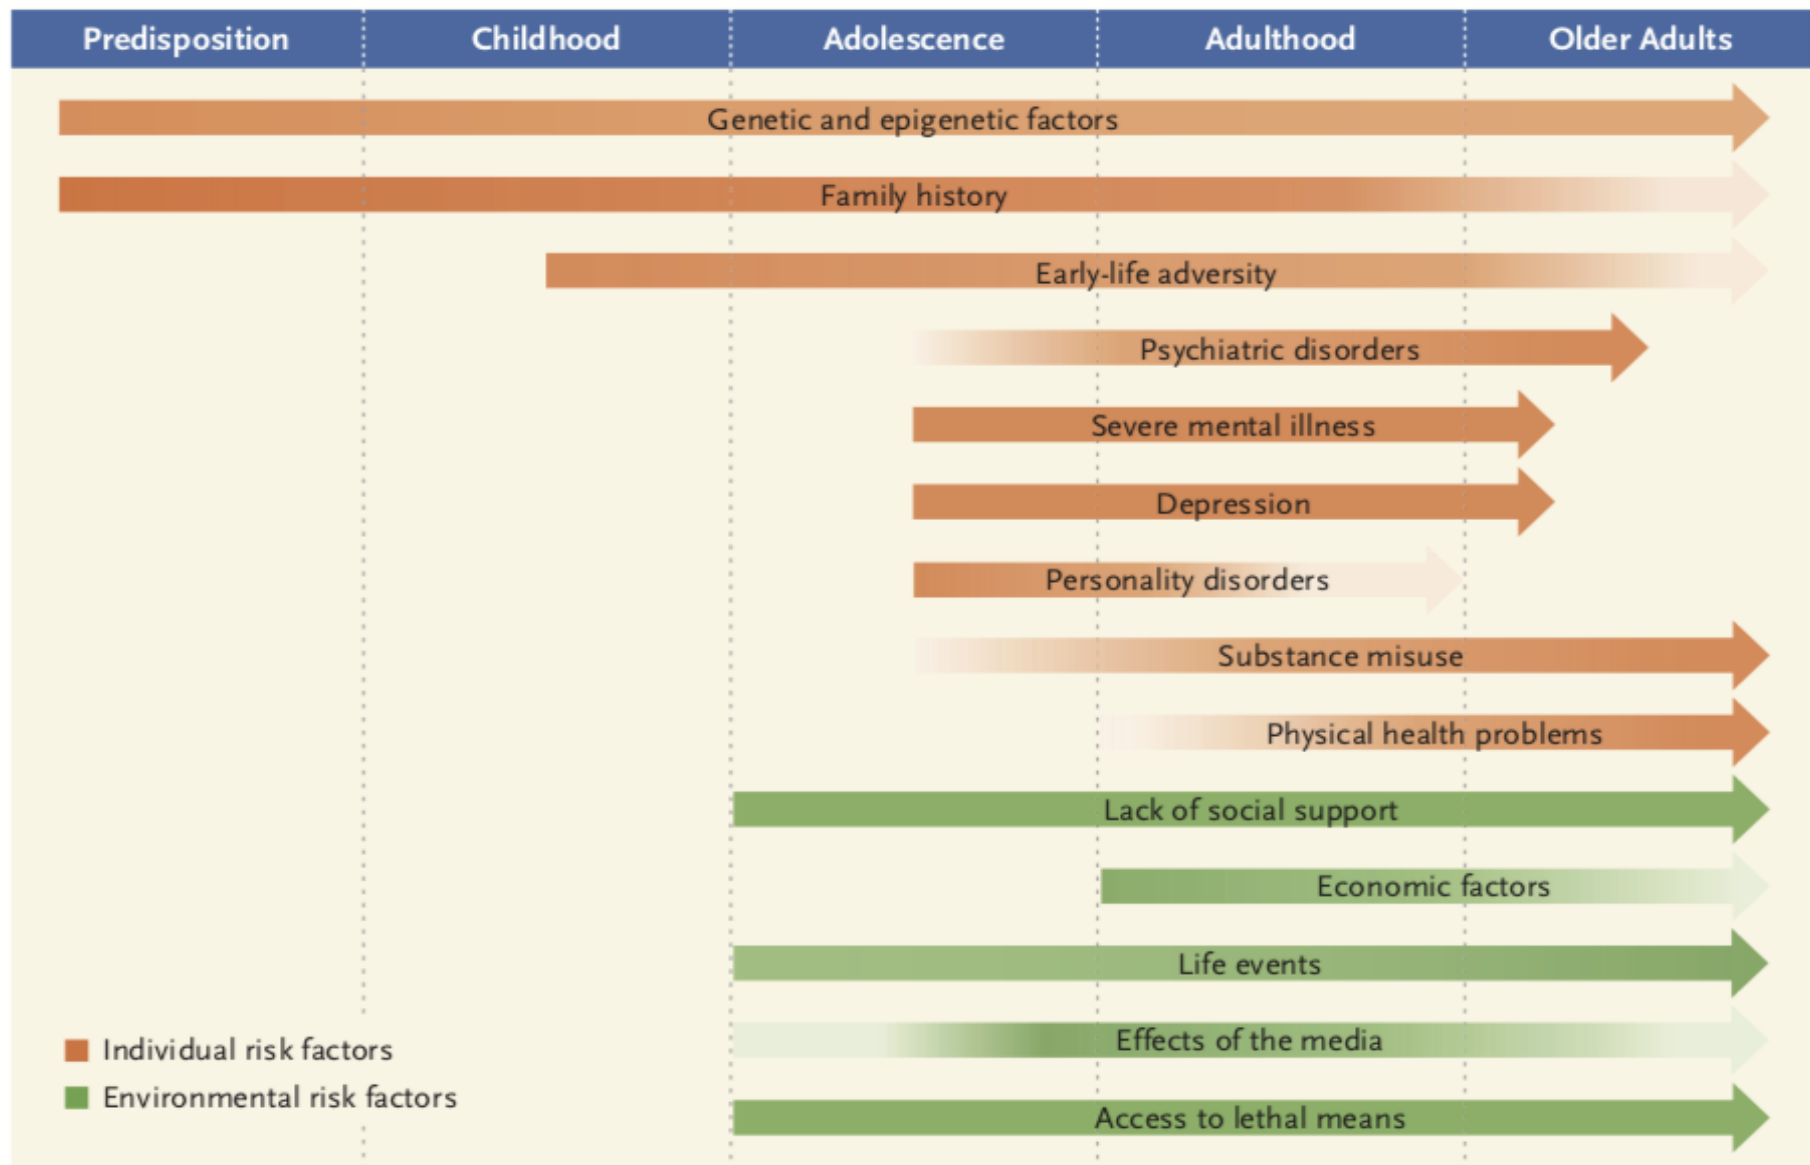 Predisposition Childhood Adolescence Adulthood Older Adults
Genetic and epigenetic factors
Family history
Early-life adversity
Psychiatric disorders
Severe mental illness
Depression
Personality disorders
Substance misuse
Physical health problems
Lack of social support
Economic factors
Life events
Effects of the media
Access to lethal means
Individual risk factors
Environmental risk factors